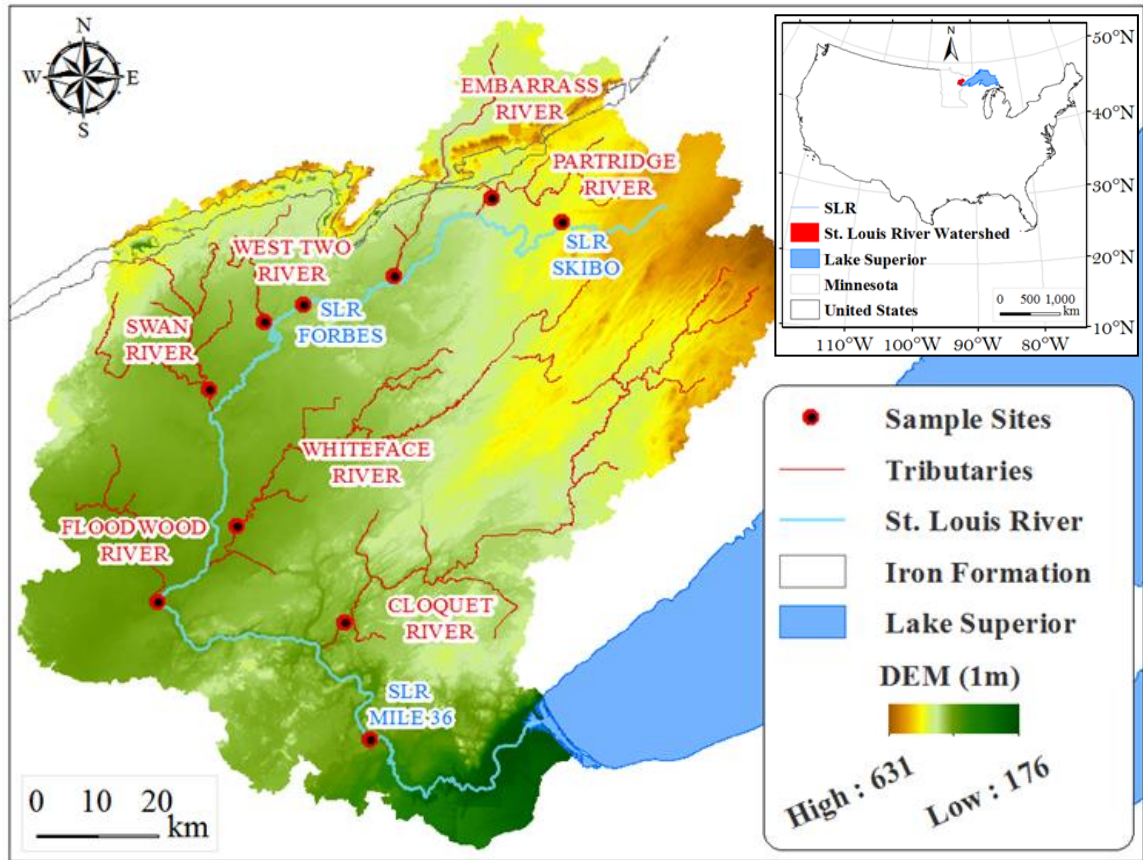 N
W
E
S
EMBARRASS
RIVER
PARTRIDGE
RIVER
WEST TWO
RIVER
SLR
SKIBO
SLR
FORBES
SWAN
RIVER
WHITEFACE
RIVER
FLOODWOOD
RIVER
CLOQUET
RIVER
SLR
MILE 36
0 10 20
km
N
50°N
40°N
30°N
20°N
10°N
110°W 100°W 90°W 80°W
SLR
St. Louis River Watershed
Lake Superior
Minnesota
United States
0 500 1,000
km
Sample Sites
Tributaries
St. Louis River
Iron Formation
Lake Superior
DEM (1m)
High : 631
Low : 176